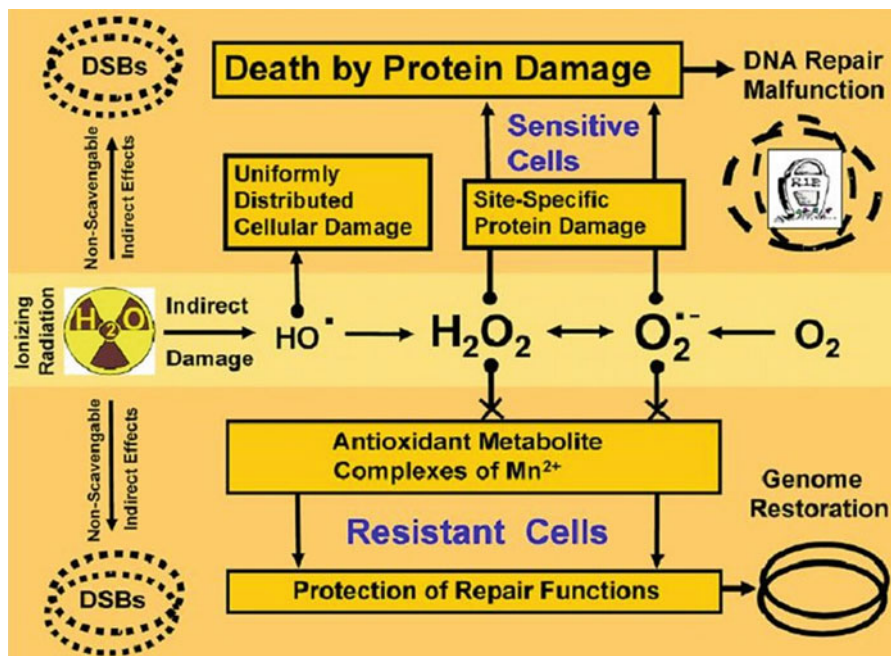 DSBs
Death by Protein Damage
DNA Repair
Malfunction
Sensitive
Cells
Non-Scavengable
Indirect Effects
Uniformly
Distributed
Cellular Damage
Site-Specific
Protein Damage
R.I.P
Ionizing
Radiation
H2O
Indirect
Damage
HO•
H₂O₂
O₂•−
O₂
Non-Scavengable
Indirect Effects
Antioxidant Metabolite
Complexes of Mn²⁺
Resistant Cells
Genome
Restoration
DSBs
Protection of Repair Functions